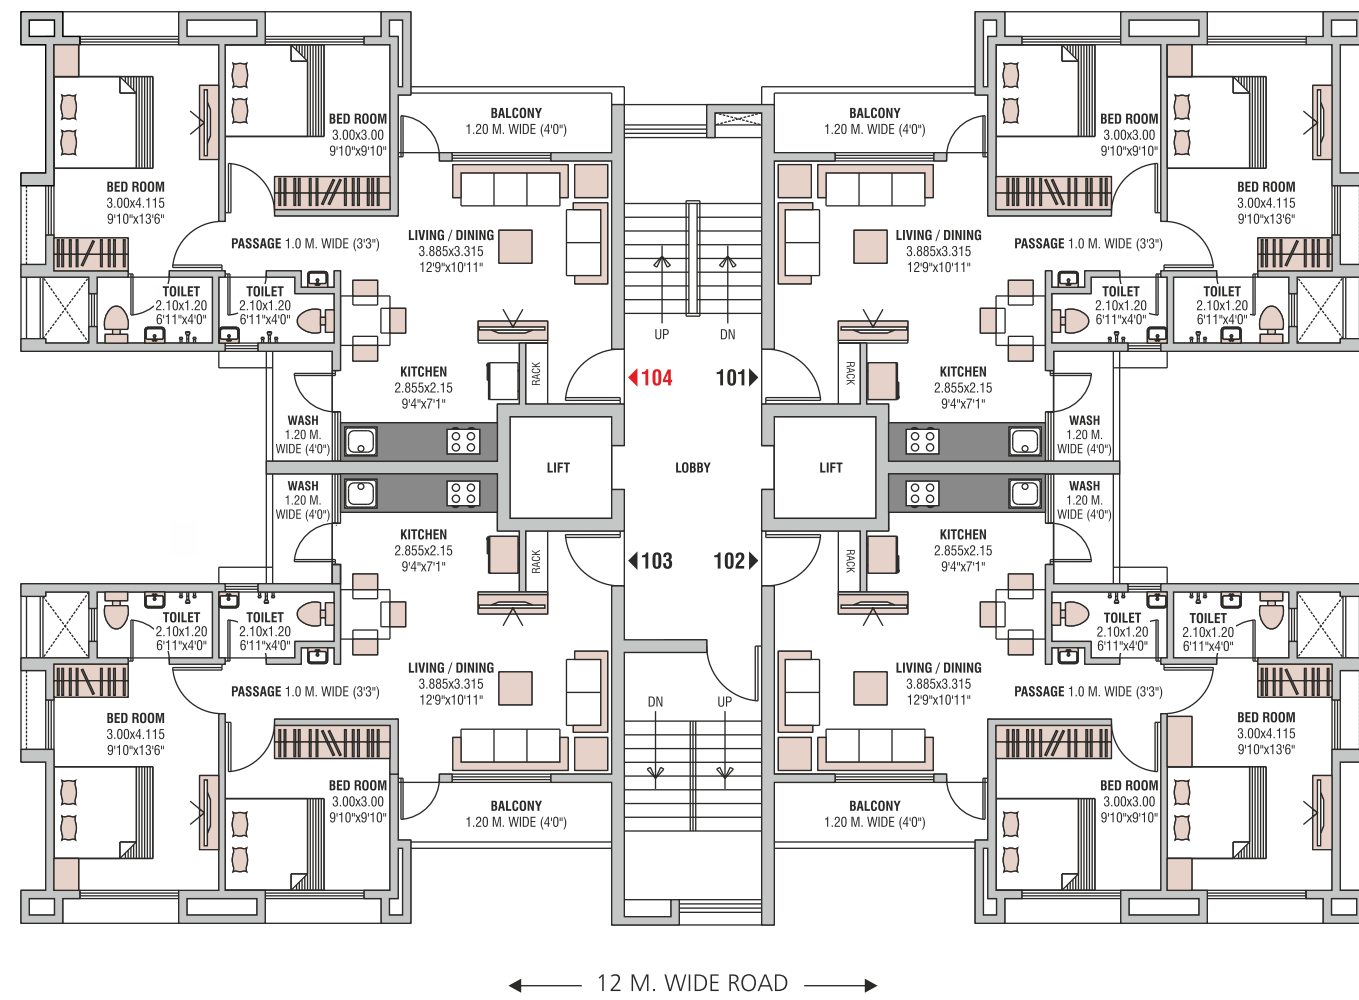 BALCONY
1.20 M. WIDE (4'0")
BED ROOM
3.00x3.00
9'10"x9'10"
BED ROOM
3.00x4.115
9'10"x13'6"
PASSAGE 1.0 M. WIDE (3'3")
LIVING / DINING
3.885x3.315
12'9"x10'11"
TOILET
2.10x1.20
6'11"x4'0"
TOILET
2.10x1.20
6'11"x4'0"
KITCHEN
2.855x2.15
9'4"x7'1"
RACK
WASH
1.20 M.
WIDE (4'0")
UP
DN
104
101
BALCONY
1.20 M. WIDE (4'0")
BED ROOM
3.00x3.00
9'10"x9'10"
BED ROOM
3.00x4.115
9'10"x13'6"
LIVING / DINING
3.885x3.315
12'9"x10'11"
PASSAGE 1.0 M. WIDE (3'3")
TOILET
2.10x1.20
6'11"x4'0"
TOILET
2.10x1.20
6'11"x4'0"
RACK
KITCHEN
2.855x2.15
9'4"x7'1"
WASH
1.20 M.
WIDE (4'0")
LIFT
LOBBY
LIFT
WASH
1.20 M.
WIDE (4'0")
KITCHEN
2.855x2.15
9'4"x7'1"
RACK
103
102
TOILET
2.10x1.20
6'11"x4'0"
TOILET
2.10x1.20
6'11"x4'0"
LIVING / DINING
3.885x3.315
12'9"x10'11"
PASSAGE 1.0 M. WIDE (3'3")
BED ROOM
3.00x4.115
9'10"x13'6"
BED ROOM
3.00x3.00
9'10"x9'10"
BALCONY
1.20 M. WIDE (4'0")
DN
UP
RACK
KITCHEN
2.855x2.15
9'4"x7'1"
WASH
1.20 M.
WIDE (4'0")
TOILET
2.10x1.20
6'11"x4'0"
TOILET
2.10x1.20
6'11"x4'0"
LIVING / DINING
3.885x3.315
12'9"x10'11"
PASSAGE 1.0 M. WIDE (3'3")
BED ROOM
3.00x4.115
9'10"x13'6"
BED ROOM
3.00x3.00
9'10"x9'10"
BALCONY
1.20 M. WIDE (4'0")
12 M. WIDE ROAD